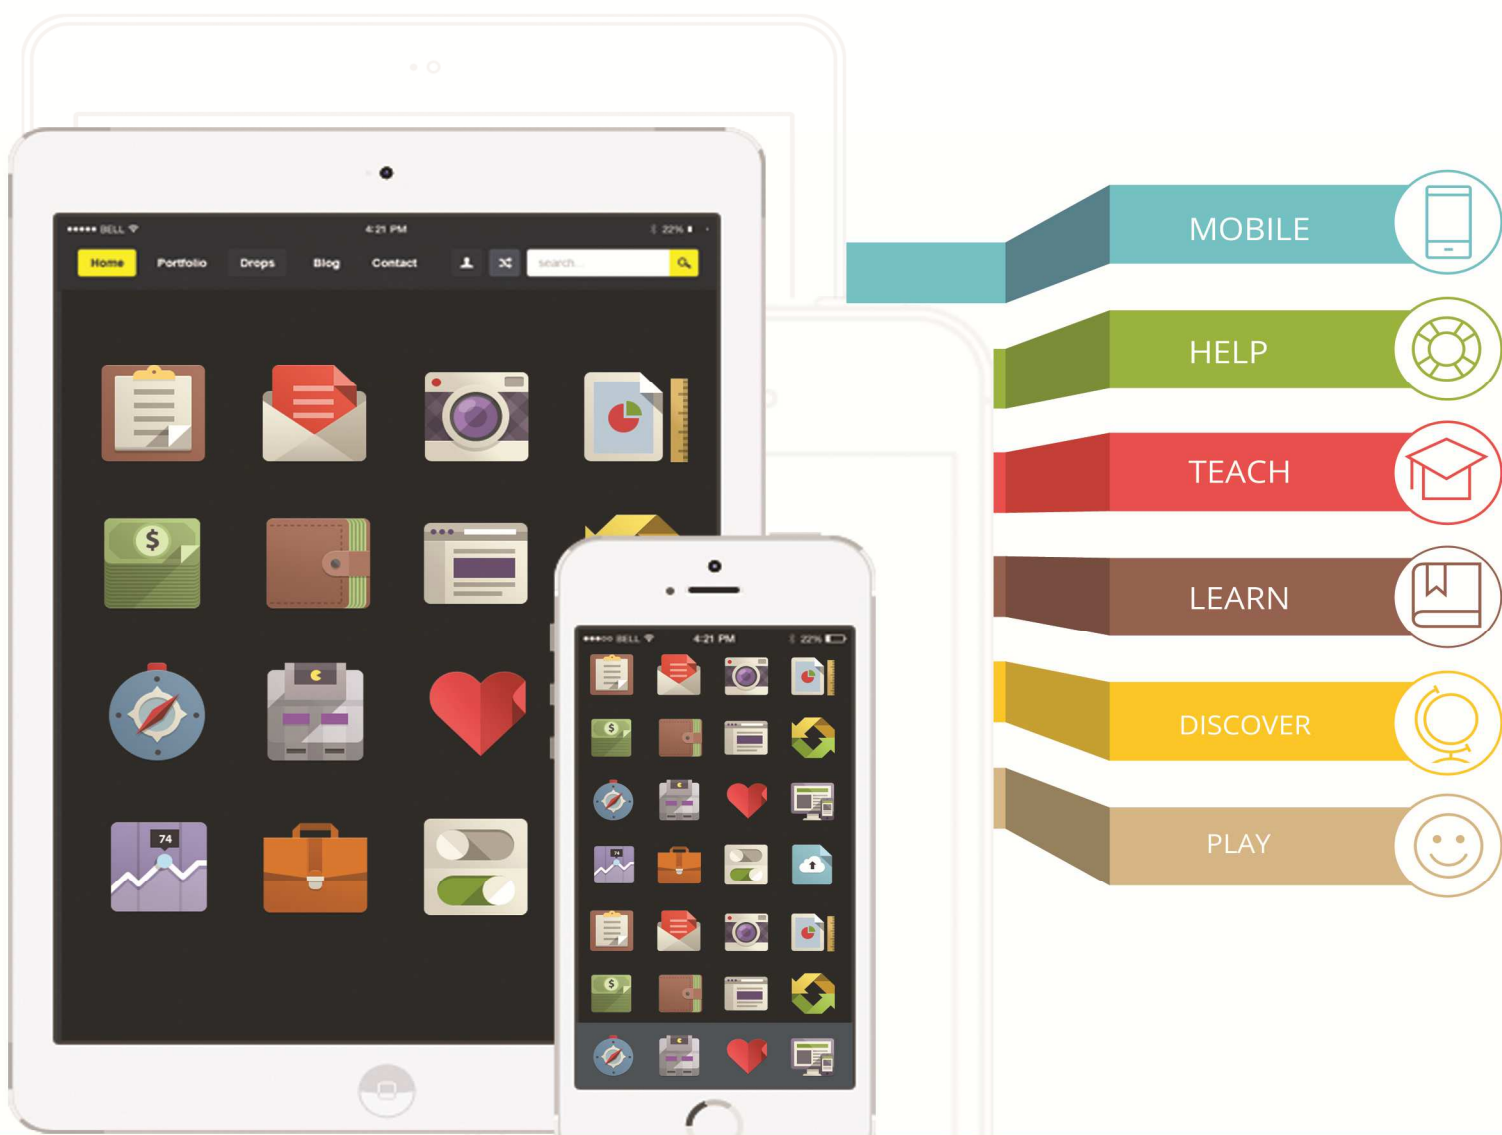 BELL 4:21 PM 22%
Home Portfolio Drops Blog Contact search...
$
74
BELL 4:21 PM 22%
$
74
$
MOBILE
HELP
TEACH
LEARN
DISCOVER
PLAY